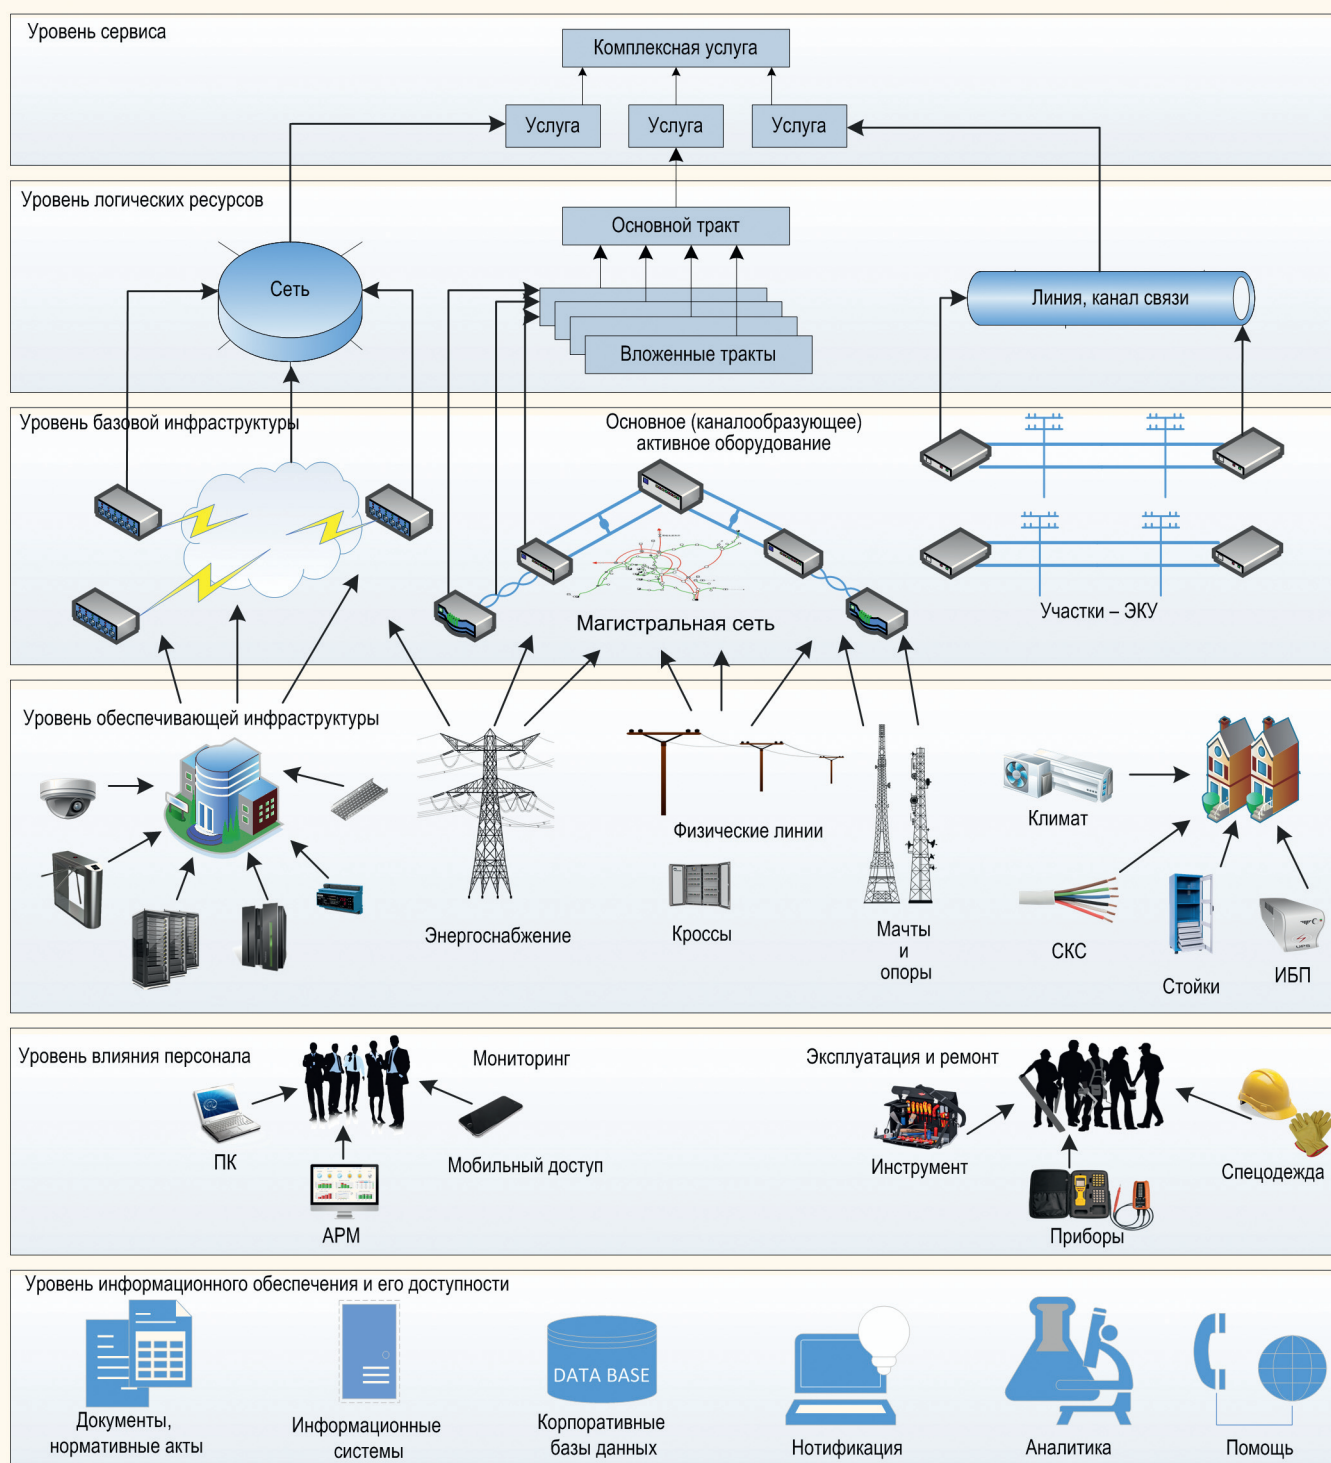 Уровень сервиса
Комплексная услуга
Услуга
Услуга
Услуга
Уровень логических ресурсов
Основной тракт
Сеть
Линия, канал связи
Вложенные тракты
Уровень базовой инфраструктуры
Основное (каналообразующее)
активное оборудование
Магистральная сеть
Участки – ЭКУ
Уровень обеспечивающей инфраструктуры
Климат
Физические линии
Энергоснабжение
Кроссы
Мачты
и
опоры
СКС
Стойки
ИБП
Уровень влияния персонала
Мониторинг
Эксплуатация и ремонт
ПК
Мобильный доступ
Инструмент
Спецодежда
АРМ
Приборы
Уровень информационного обеспечения и его доступности
DATA BASE
Документы,
нормативные акты
Информационные
системы
Корпоративные
базы данных
Нотификация
Аналитика
Помощь